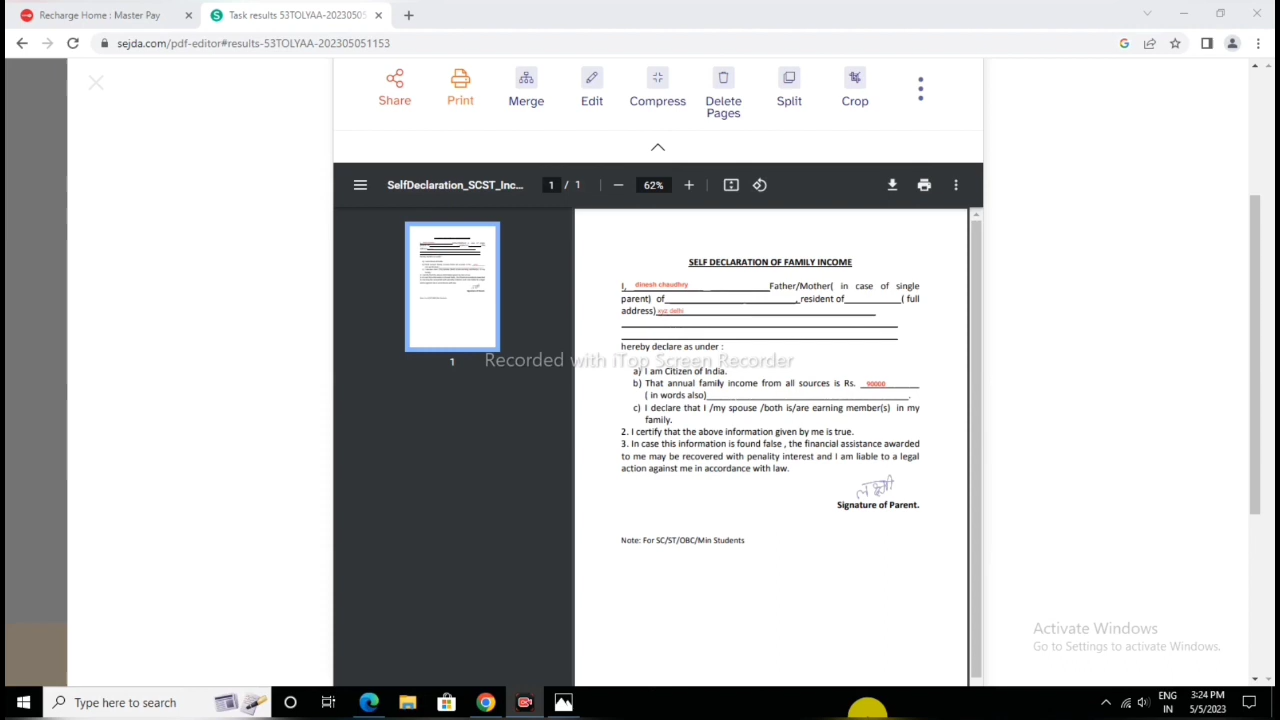 Recharge Home : Master Pay
Task results 53TOLYAA-20230505
sejda.com/pdf-editor#results-53TOLYAA-202305051153
Share Print Merge Edit Compress Delete Pages Split Crop
SelfDeclaration_SCST_Inc... 1 / 1 62%
1
SELF DECLARATION OF FAMILY INCOME
I, dinesh chaudhry Father/Mother( in case of single
parent) of , resident of ( full
address) xyz delhi
hereby declare as under :
a) I am Citizen of India.
b) That annual family income from all sources is Rs. 90000
( in words also) .
c) I declare that I /my spouse /both is/are earning member(s) in my
family.
2. I certify that the above information given by me is true.
3. In case this information is found false , the financial assistance awarded
to me may be recovered with penality interest and I am liable to a legal
action against me in accordance with law.
लक्ष्मी
Signature of Parent.
Note: For SC/ST/OBC/Min Students
Recorded with iTop Screen Recorder
Activate Windows
Go to Settings to activate Windows.
Type here to search
ENG
IN
3:24 PM
5/5/2023